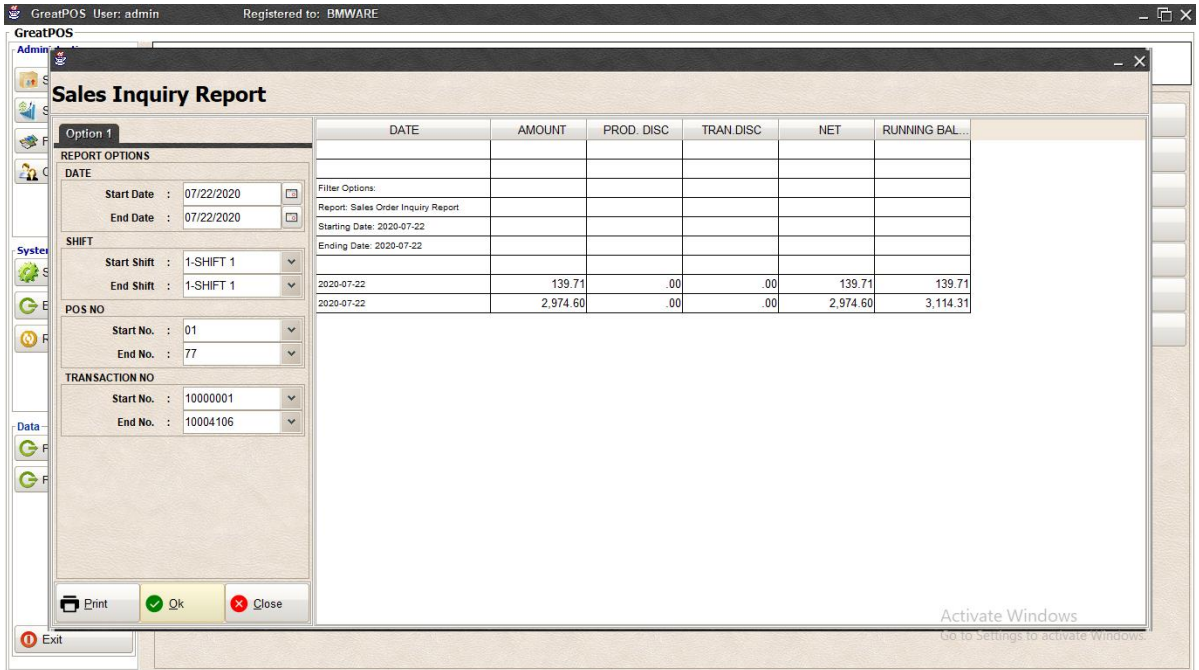 GreatPOS User: admin Registered to: BMWARE
GreatPOS
Sales Inquiry Report
Option 1
REPORT OPTIONS
DATE
Start Date : 07/22/2020
End Date : 07/22/2020
SHIFT
Start Shift : 1-SHIFT 1
End Shift : 1-SHIFT 1
POS NO
Start No. : 01
End No. : 77
TRANSACTION NO
Start No. : 10000001
End No. : 10004106
Print Ok Close
DATE AMOUNT PROD. DISC TRAN.DISC NET RUNNING BAL...
Filter Options:
Report: Sales Order Inquiry Report
Starting Date: 2020-07-22
Ending Date: 2020-07-22
2020-07-22 139.71 .00 .00 139.71 139.71
2020-07-22 2,974.60 .00 .00 2,974.60 3,114.31
Data
Exit
Activate Windows
Go to Settings to activate Windows.